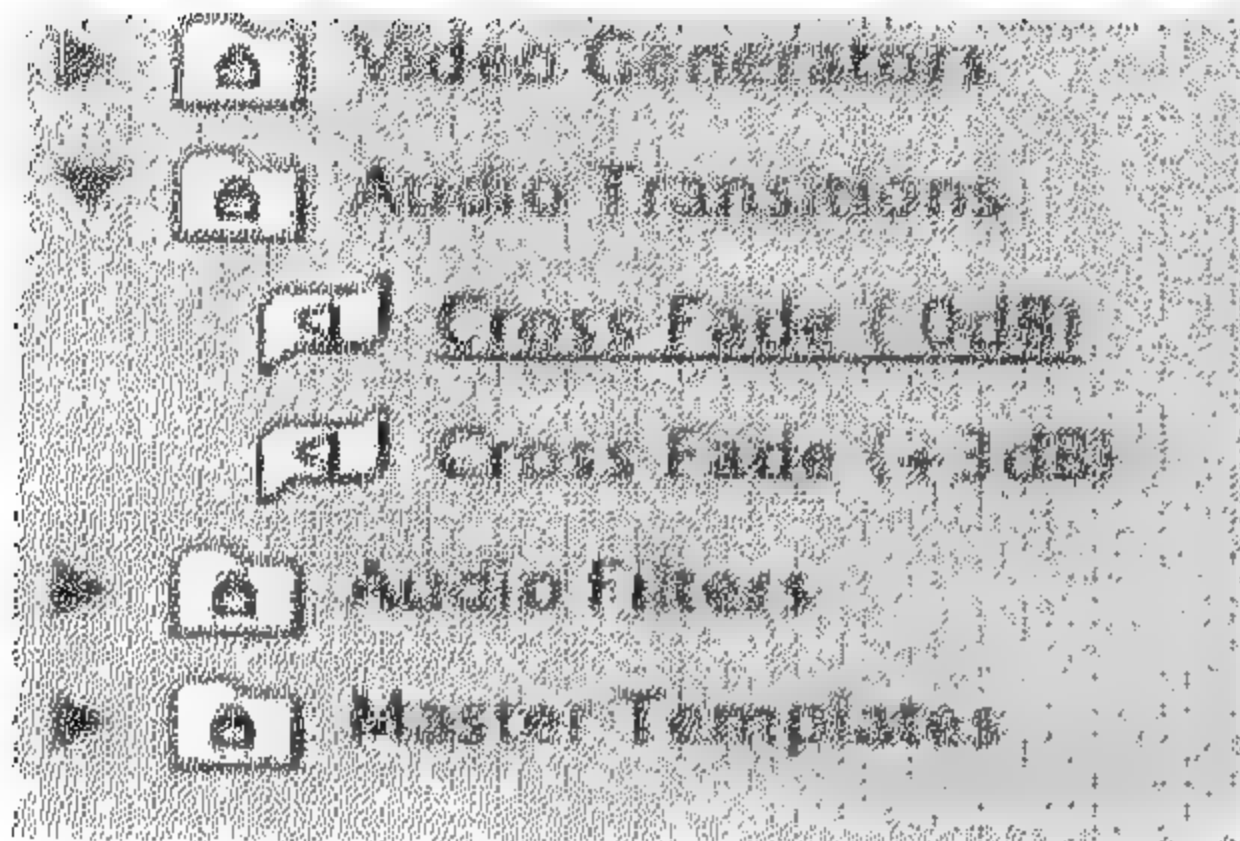 Video Generators
Audio Transitions
Cross Fade ( 0dB)
Cross Fade (+3dB)
Audio Filters
Master Templates